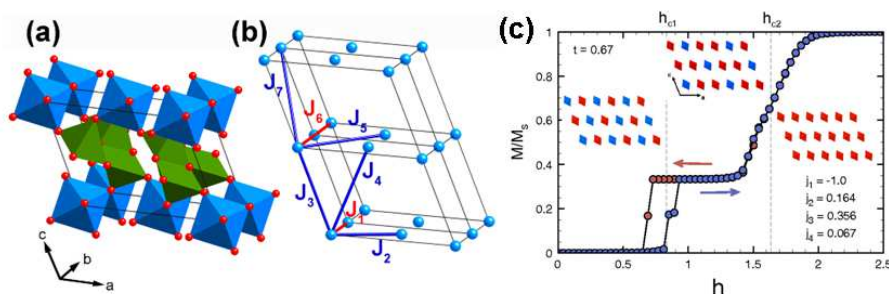 (a)
c
b
a
(b)
J7
J6
J5
J4
J3
J1
J2
(c)
hc1
hc2
t = 0.67
M/Ms
1
0.8
0.6
0.4
0.2
0
j1 = -1.0
j2 = 0.164
j3 = 0.356
j4 = 0.067
0 0.5 1.0 1.5 2.0 2.5
h